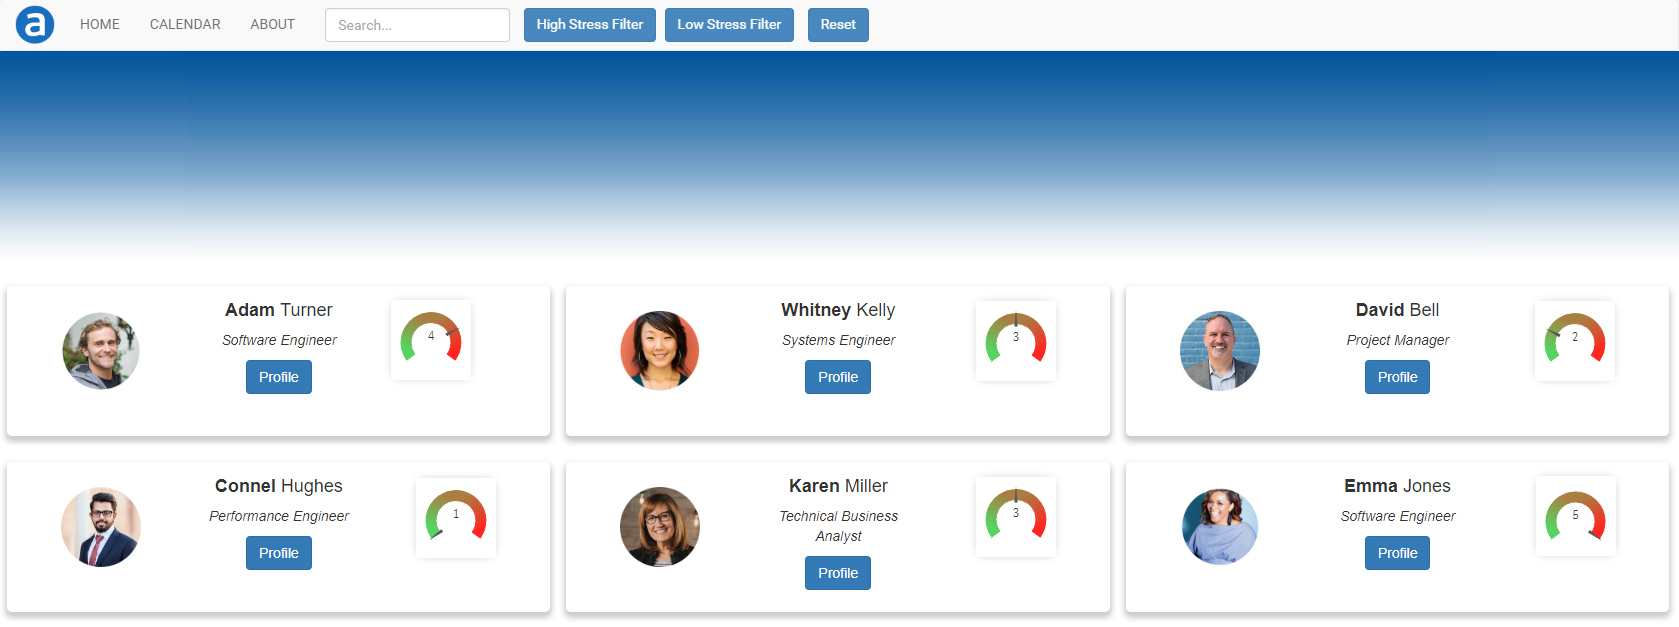 a HOME CALENDAR ABOUT Search... High Stress Filter Low Stress Filter Reset
Adam Turner
Software Engineer
Profile
4
Whitney Kelly
Systems Engineer
Profile
3
David Bell
Project Manager
Profile
2
Connel Hughes
Performance Engineer
Profile
1
Karen Miller
Technical Business
Analyst
Profile
3
Emma Jones
Software Engineer
Profile
5